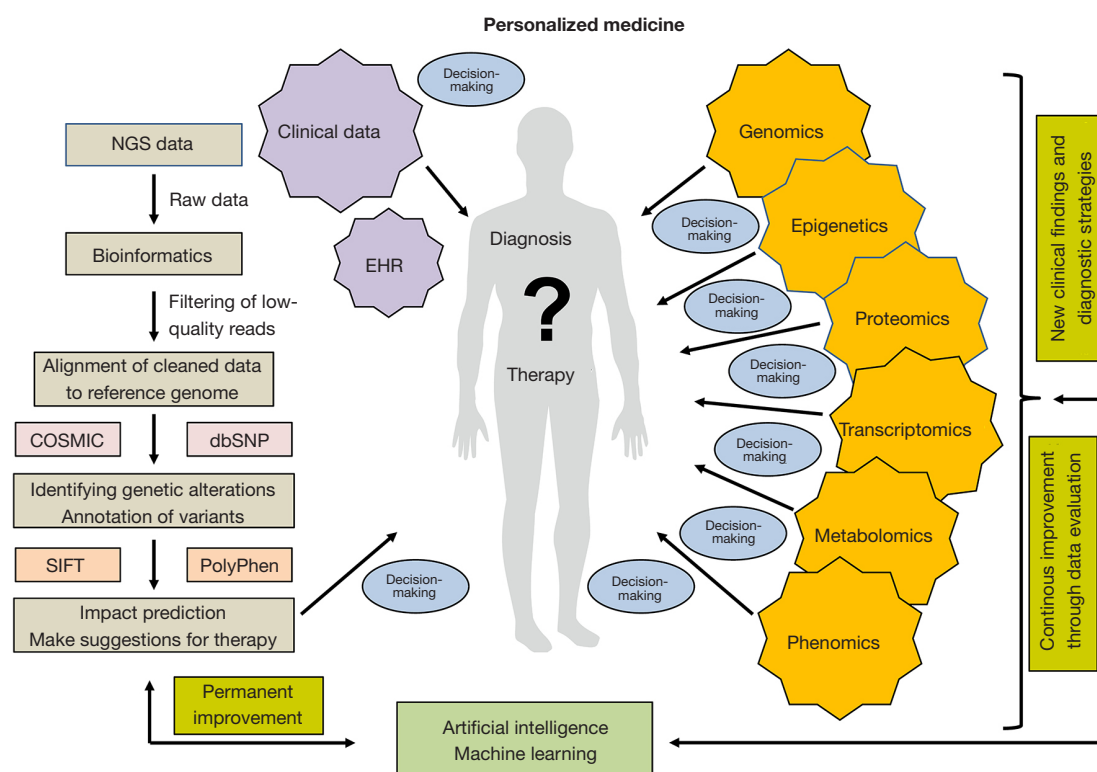 Personalized medicine
NGS data
Raw data
Bioinformatics
Filtering of low-
quality reads
Alignment of cleaned data
to reference genome
COSMIC
dbSNP
Identifying genetic alterations
Annotation of variants
SIFT
PolyPhen
Impact prediction
Make suggestions for therapy
Permanent
improvement
Clinical data
EHR
Decision-
making
Decision-
making
Diagnosis
?
Therapy
Artificial intelligence
Machine learning
Genomics
Decision-
making
Epigenetics
Decision-
making
Proteomics
Decision-
making
Transcriptomics
Decision-
making
Metabolomics
Decision-
making
Phenomics
Decision-
making
New clinical findings and
diagnostic strategies
Continous improvement
through data evaluation